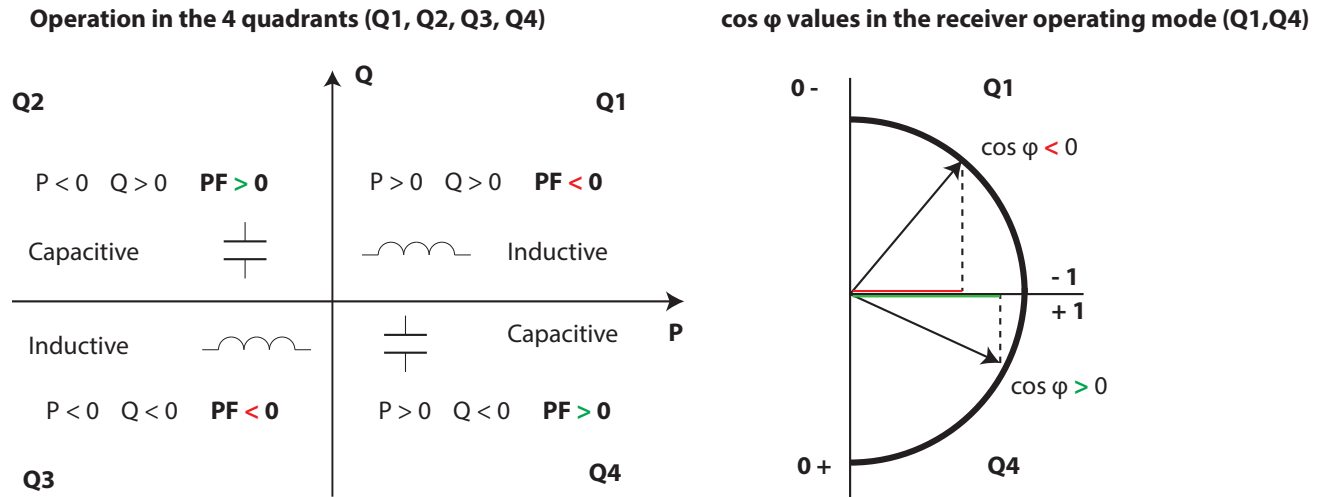 Operation in the 4 quadrants (Q1, Q2, Q3, Q4)
Q
Q2
Q1
P < 0 Q > 0 PF > 0
P > 0 Q > 0 PF < 0
Capacitive
Inductive
Inductive
Capacitive
P
P < 0 Q < 0 PF < 0
P > 0 Q < 0 PF > 0
Q3
Q4
cos φ values in the receiver operating mode (Q1,Q4)
0 -
Q1
cos φ < 0
- 1
+ 1
cos φ > 0
0 +
Q4